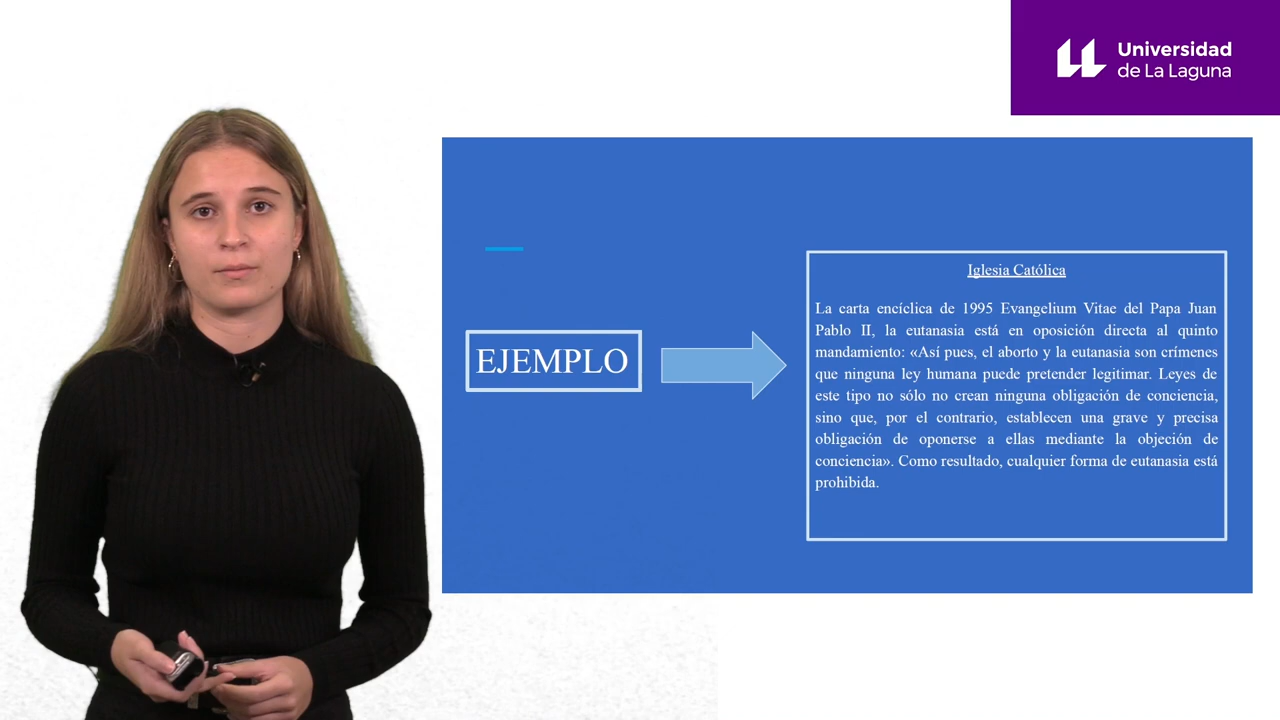 Universidad
de La Laguna
EJEMPLO
Iglesia Católica
La carta encíclica de 1995 Evangelium Vitae del Papa Juan
Pablo II, la eutanasia está en oposición directa al quinto
mandamiento: «Así pues, el aborto y la eutanasia son crímenes
que ninguna ley humana puede pretender legitimar. Leyes de
este tipo no sólo no crean ninguna obligación de conciencia,
sino que, por el contrario, establecen una grave y precisa
obligación de oponerse a ellas mediante la objeción de
conciencia». Como resultado, cualquier forma de eutanasia está
prohibida.